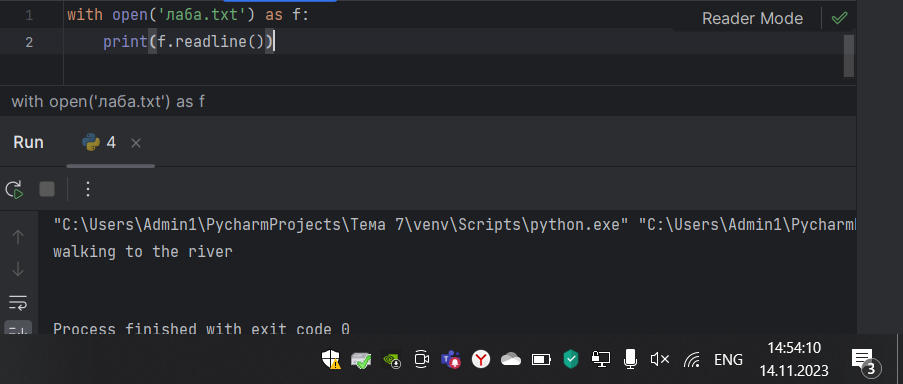 1 with open('лаба.txt') as f:
Reader Mode
2 print(f.readline())
with open('лаба.txt') as f
Run 4
"C:\Users\Admin1\PycharmProjects\Тема 7\venv\Scripts\python.exe" "C:\Users\Admin1\Pycharm
walking to the river
Process finished with exit code 0
ENG
14:54:10
14.11.2023
3